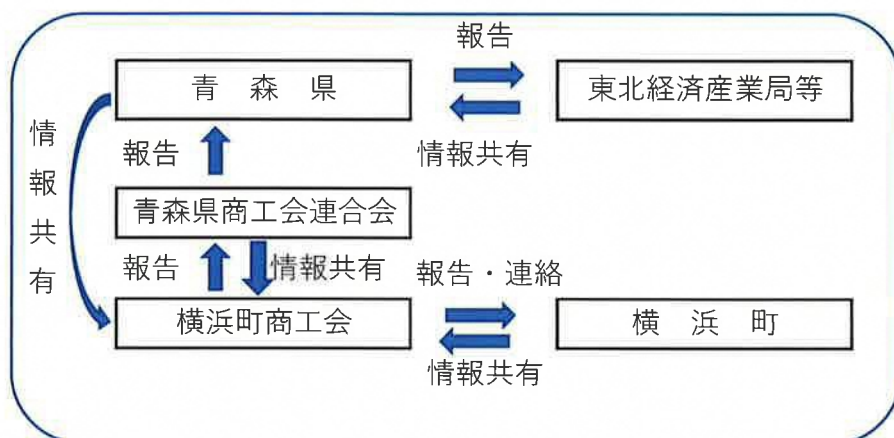 報告
青　森　県
東北経済産業局等
情報共有
報告
情報共有
青森県商工会連合会
報告
情報共有
報告・連絡
横浜町商工会
横　浜　町
情報共有